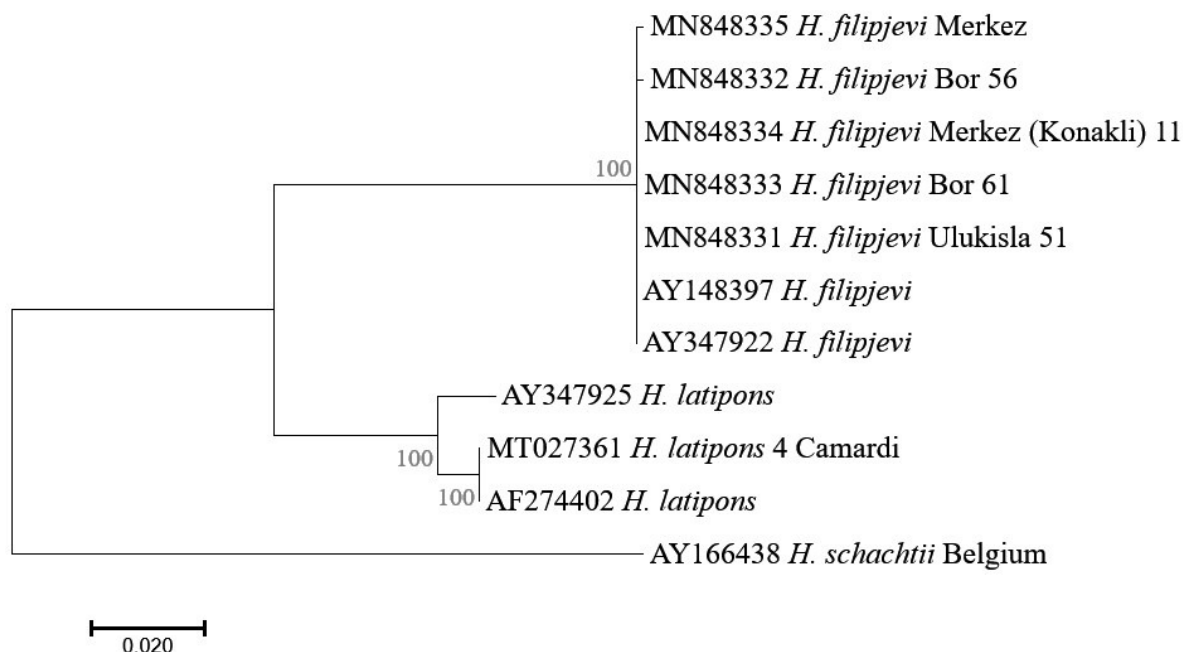 MN848335 H. filipjevi Merkez
MN848332 H. filipjevi Bor 56
MN848334 H. filipjevi Merkez (Konakli) 11
100
MN848333 H. filipjevi Bor 61
MN848331 H. filipjevi Ulukisla 51
AY148397 H. filipjevi
AY347922 H. filipjevi
AY347925 H. latipons
100
MT027361 H. latipons 4 Camardi
100
AF274402 H. latipons
AY166438 H. schachtii Belgium
0.020